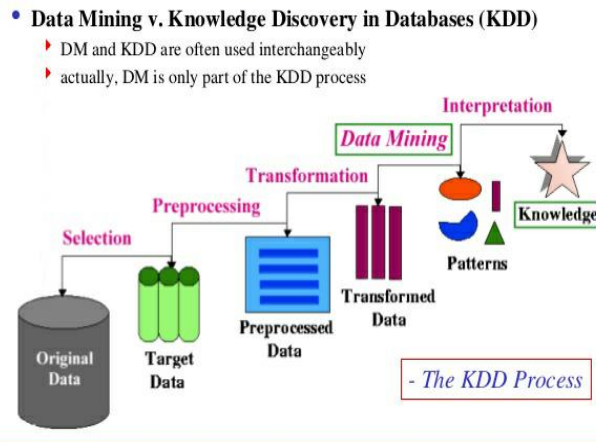 Data Mining v. Knowledge Discovery in Databases (KDD)
DM and KDD are often used interchangeably
actually, DM is only part of the KDD process
Interpretation
Data Mining
Transformation
Preprocessing
Selection
Knowledge
Patterns
Transformed
Data
Preprocessed
Data
Target
Data
Original
Data
- The KDD Process